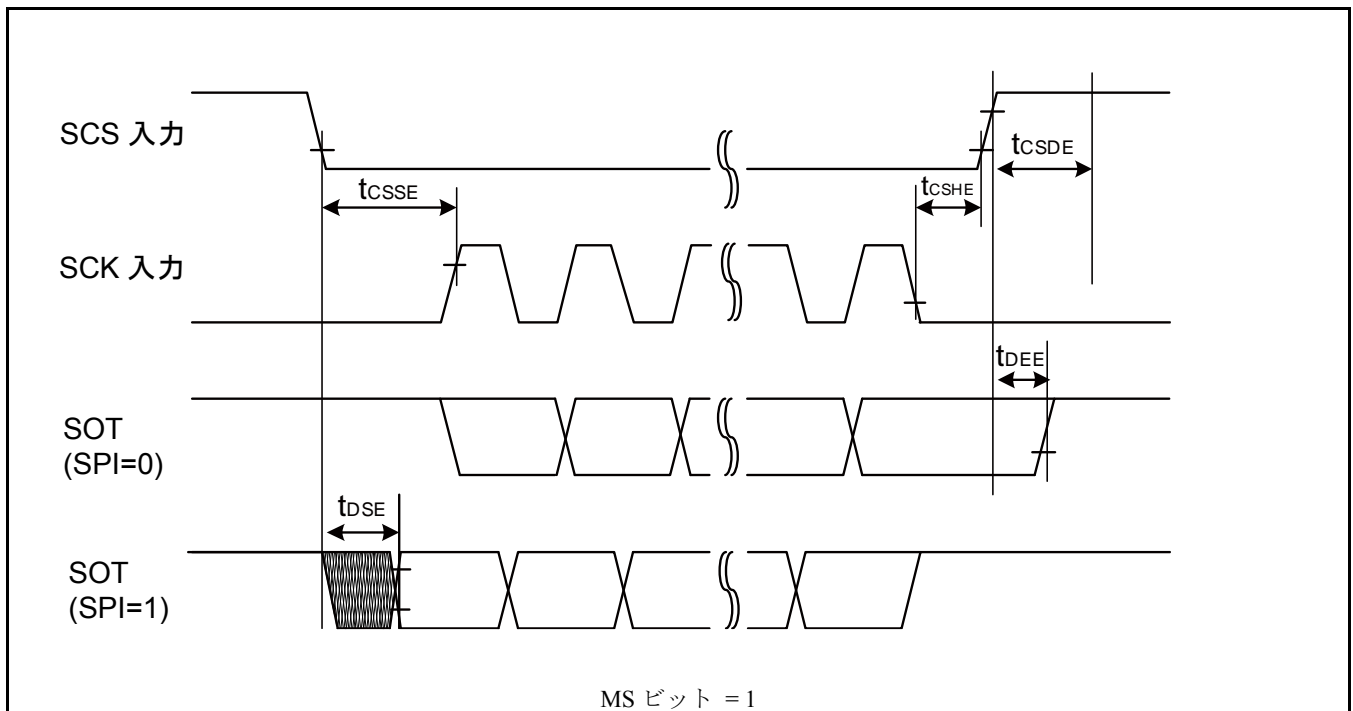 SCS 入力
tCSDE
tCSSE
tCSHE
SCK 入力
tDEE
SOT
(SPI=0)
tDSE
SOT
(SPI=1)
MS ビット = 1